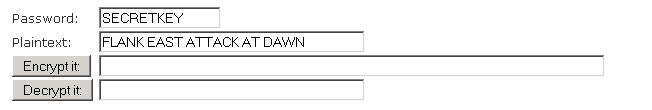 Password: SECRETKEY
Plaintext: FLANK EAST ATTACK AT DAWN
Encrypt it:
Decrypt it: